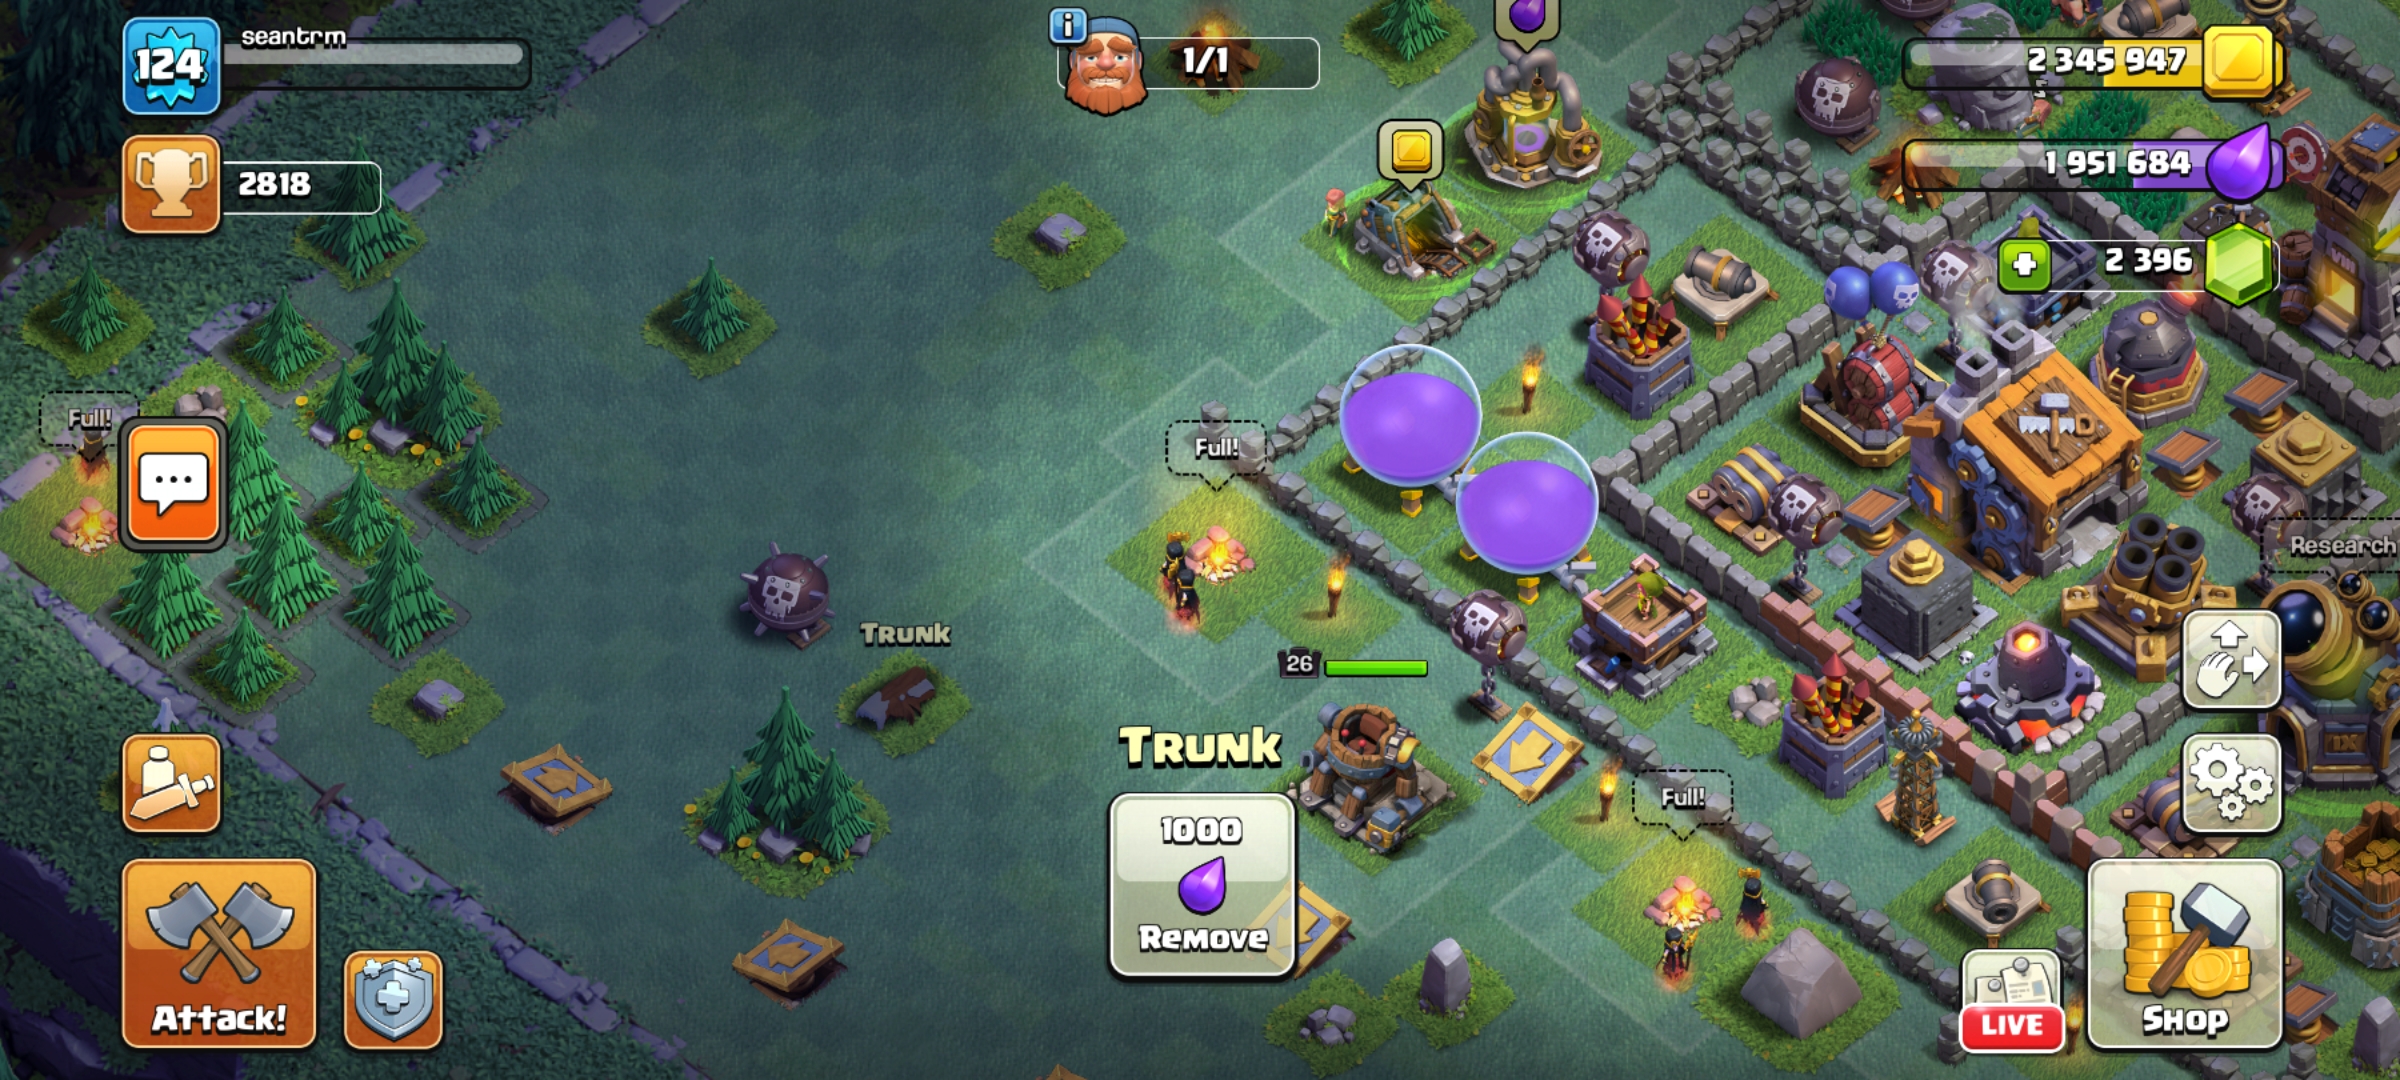 124
seantrm
1/1
2 345 947
2818
1 951 684
2 396
Full!
Full!
Research
Trunk
26
Trunk
Full!
1000
Remove
Attack!
LIVE
Shop